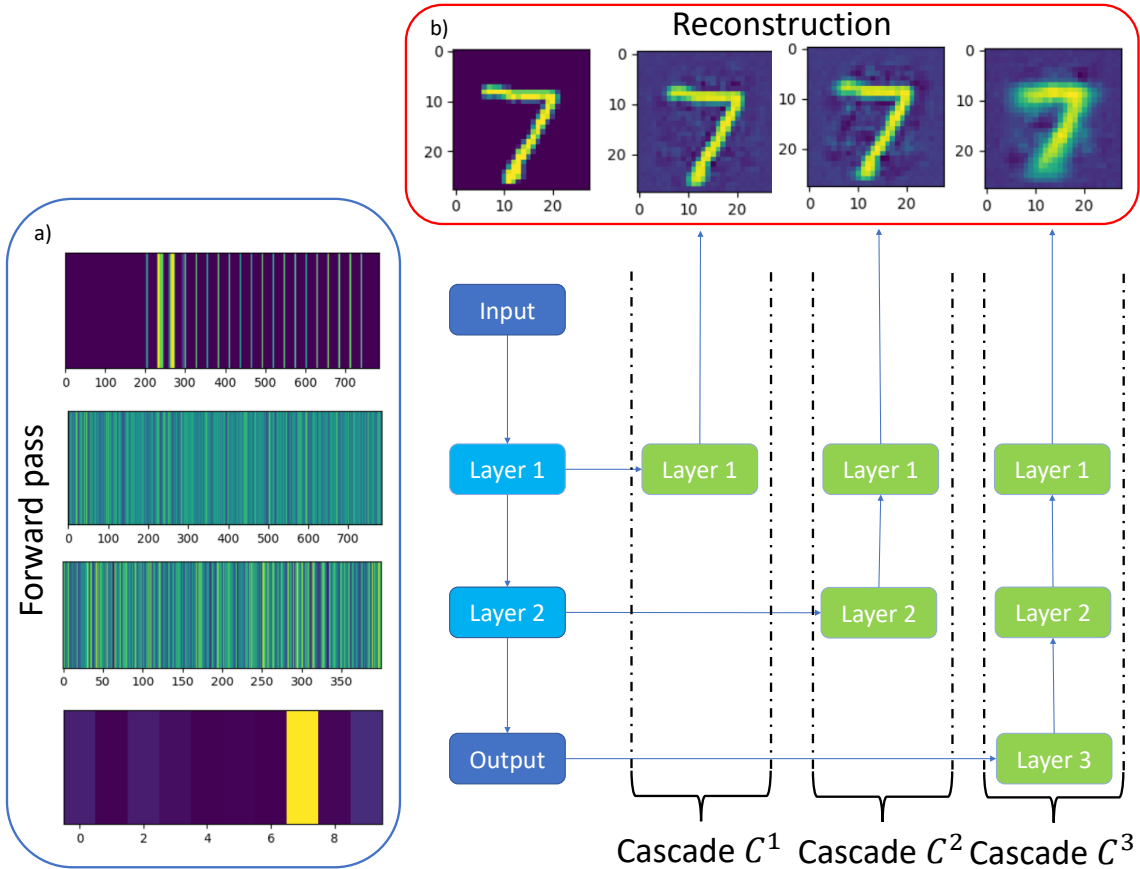 b)
Reconstruction
0
10
20
0 10 20
0
10
20
0 10 20
0
10
20
0 10 20
0
10
20
0 10 20
a)
Forward pass
0 100 200 300 400 500 600 700
0 100 200 300 400 500 600 700
0 50 100 150 200 250 300 350
0 2 4 6 8
Input
Layer 1 Layer 1 Layer 1 Layer 1
Layer 2 Layer 2 Layer 2
Output Layer 3
Cascade C¹ Cascade C² Cascade C³